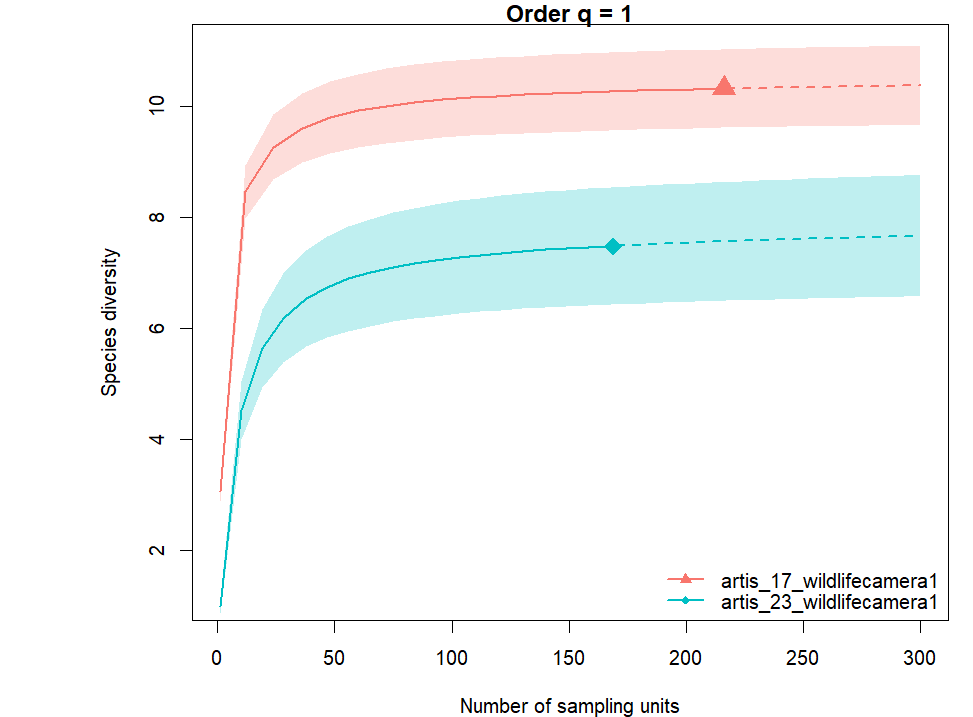 Order q = 1
Species diversity
10
8
6
4
2
artis_17_wildlifecamera1
artis_23_wildlifecamera1
0 50 100 150 200 250 300
Number of sampling units